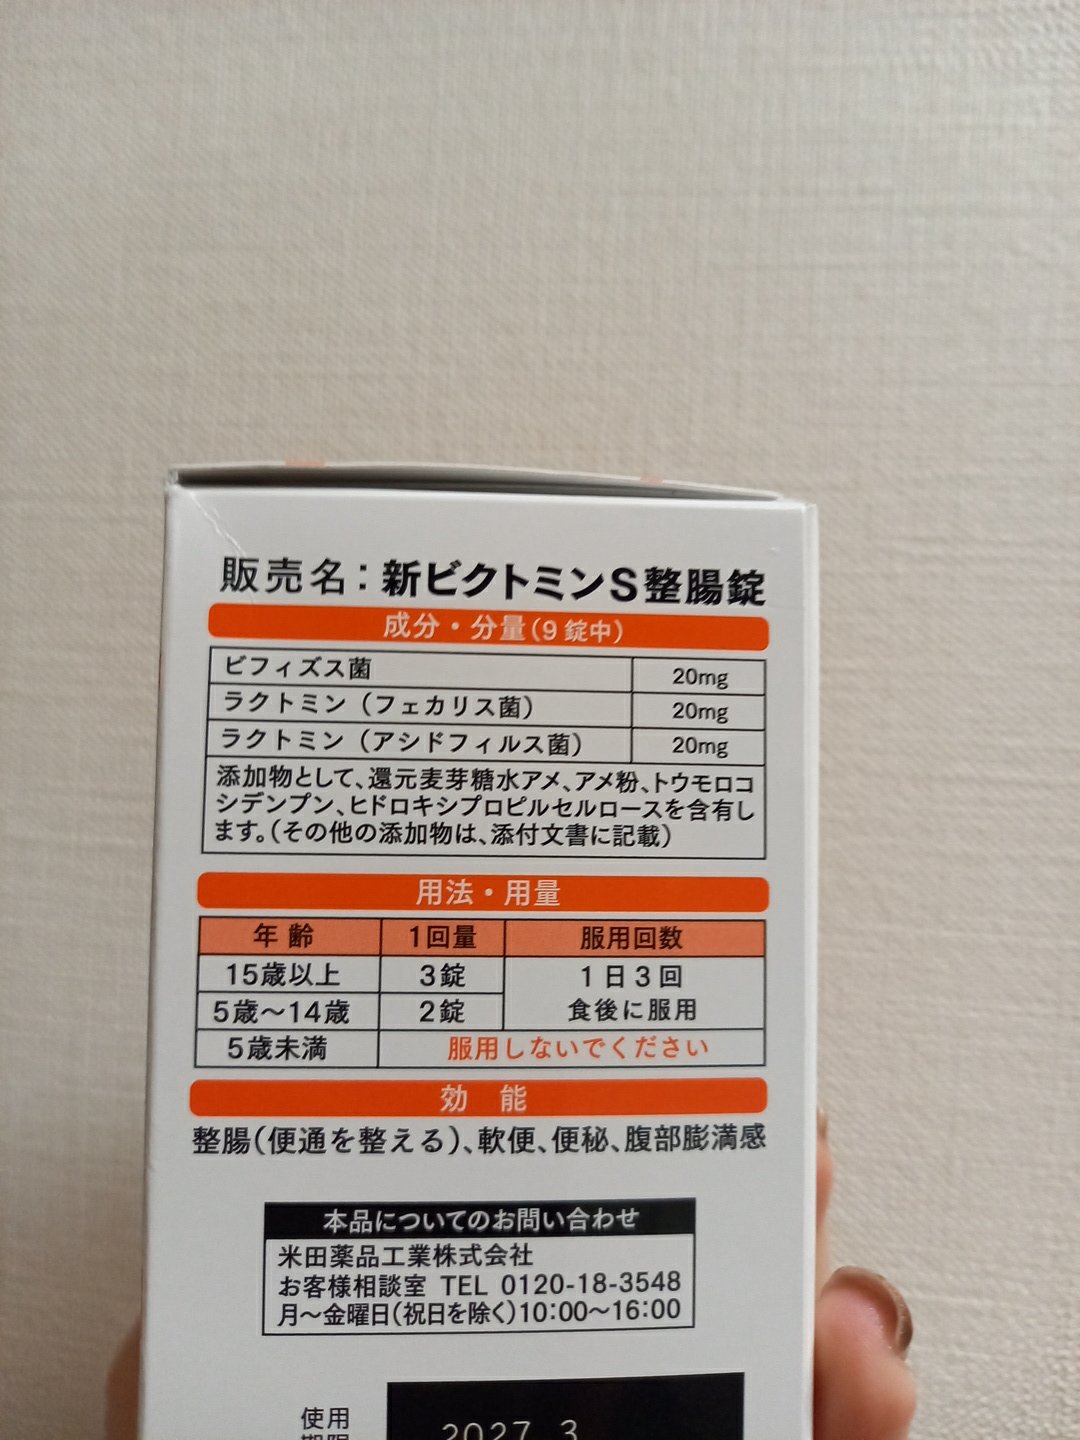 販売名：新ビクトミンS整腸錠
成分・分量(9錠中)
ビフィズス菌 20mg
ラクトミン（フェカリス菌） 20mg
ラクトミン（アシドフィルス菌） 20mg
添加物として、還元麦芽糖水アメ、アメ粉、トウモロコ
シデンプン、ヒドロキシプロピルセルロースを含有し
ます。（その他の添加物は、添付文書に記載）
用法・用量
年齢 1回量 服用回数
15歳以上 3錠 1日3回
5歳〜14歳 2錠 食後に服用
5歳未満 服用しないでください
効 能
整腸（便通を整える）、軟便、便秘、腹部膨満感
本品についてのお問い合わせ
米田薬品工業株式会社
お客様相談室 TEL 0120-18-3548
月〜金曜日（祝日を除く）10:00〜16:00
使用
期限
2027 3